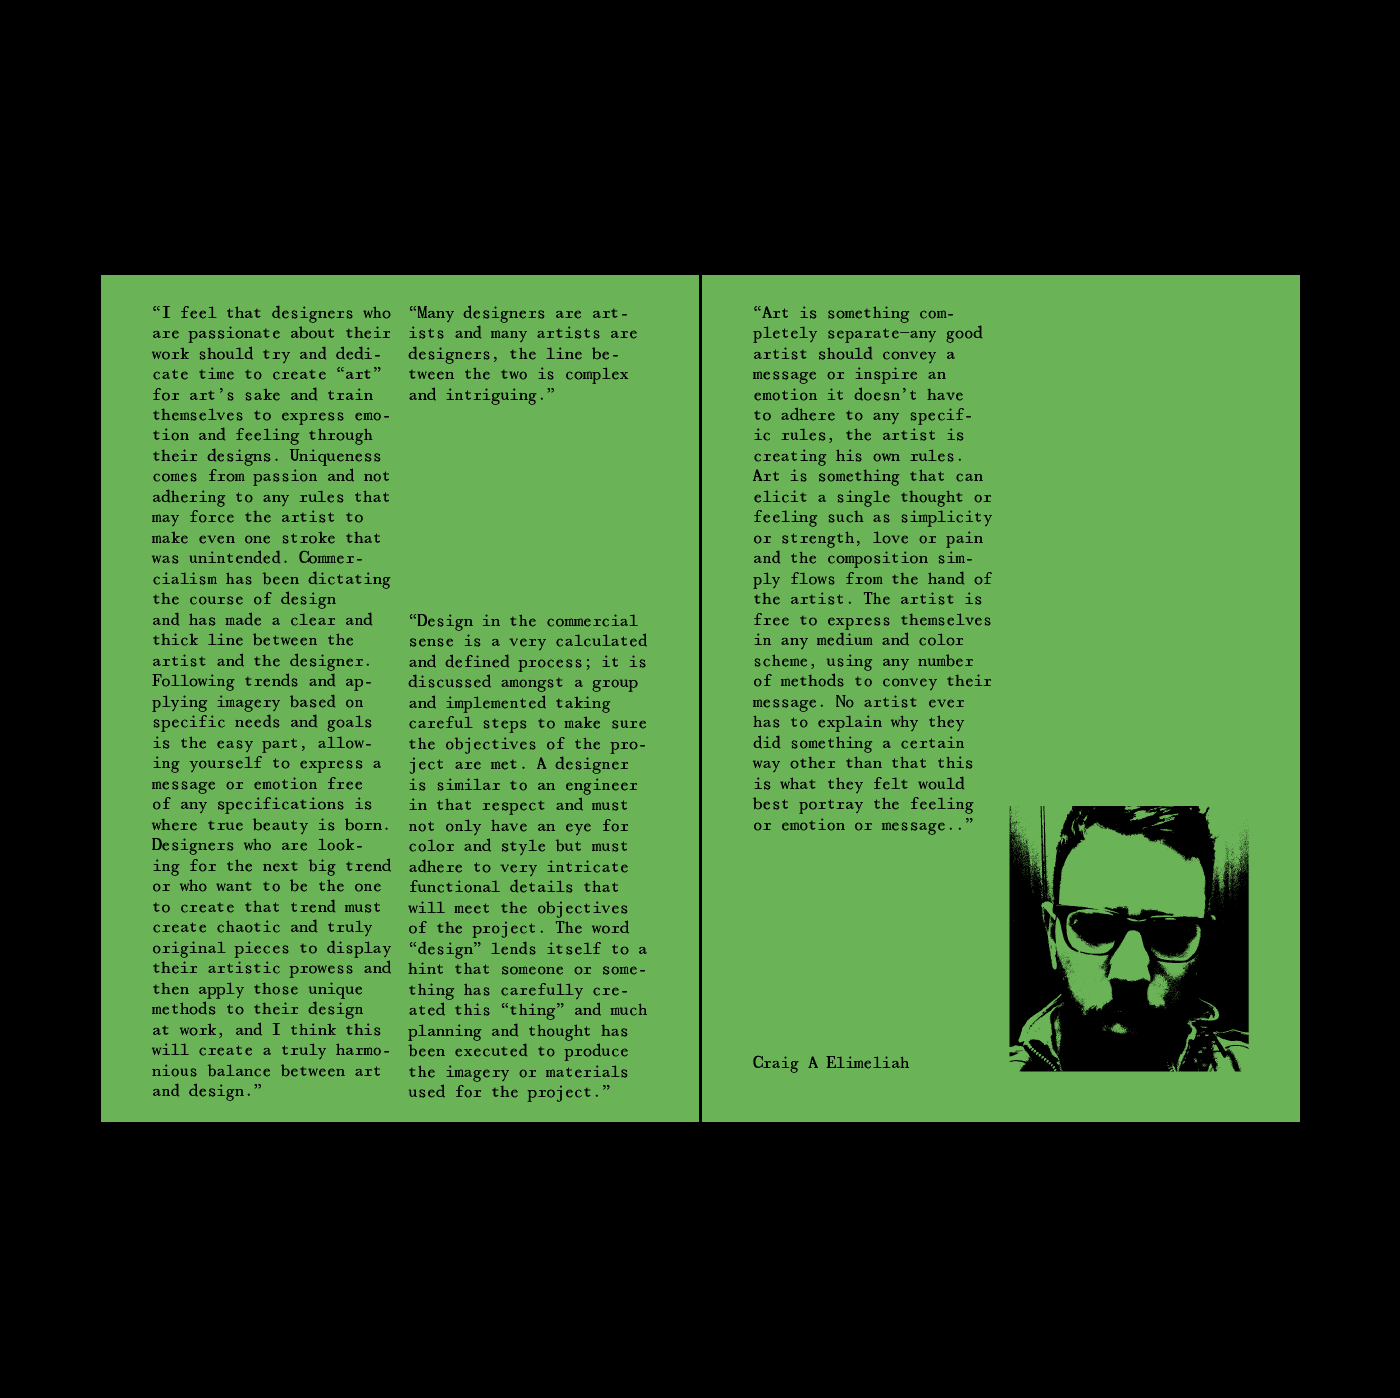 “I feel that designers who
are passionate about their
work should try and dedi-
cate time to create “art”
for art’s sake and train
themselves to express emo-
tion and feeling through
their designs. Uniqueness
comes from passion and not
adhering to any rules that
may force the artist to
make even one stroke that
was unintended. Commer-
cialism has been dictating
the course of design
and has made a clear and
thick line between the
artist and the designer.
Following trends and ap-
plying imagery based on
specific needs and goals
is the easy part, allow-
ing yourself to express a
message or emotion free
of any specifications is
where true beauty is born.
Designers who are look-
ing for the next big trend
or who want to be the one
to create that trend must
create chaotic and truly
original pieces to display
their artistic prowess and
then apply those unique
methods to their design
at work, and I think this
will create a truly harmo-
nious balance between art
and design.”
“Many designers are art-
ists and many artists are
designers, the line be-
tween the two is complex
and intriguing.”
“Design in the commercial
sense is a very calculated
and defined process; it is
discussed amongst a group
and implemented taking
careful steps to make sure
the objectives of the pro-
ject are met. A designer
is similar to an engineer
in that respect and must
not only have an eye for
color and style but must
adhere to very intricate
functional details that
will meet the objectives
of the project. The word
“design” lends itself to a
hint that someone or some-
thing has carefully cre-
ated this “thing” and much
planning and thought has
been executed to produce
the imagery or materials
used for the project.”
“Art is something com-
pletely separate—any good
artist should convey a
message or inspire an
emotion it doesn’t have
to adhere to any specif-
ic rules, the artist is
creating his own rules.
Art is something that can
elicit a single thought or
feeling such as simplicity
or strength, love or pain
and the composition sim-
ply flows from the hand of
the artist. The artist is
free to express themselves
in any medium and color
scheme, using any number
of methods to convey their
message. No artist ever
has to explain why they
did something a certain
way other than that this
is what they felt would
best portray the feeling
or emotion or message..”
Craig A Elimeliah